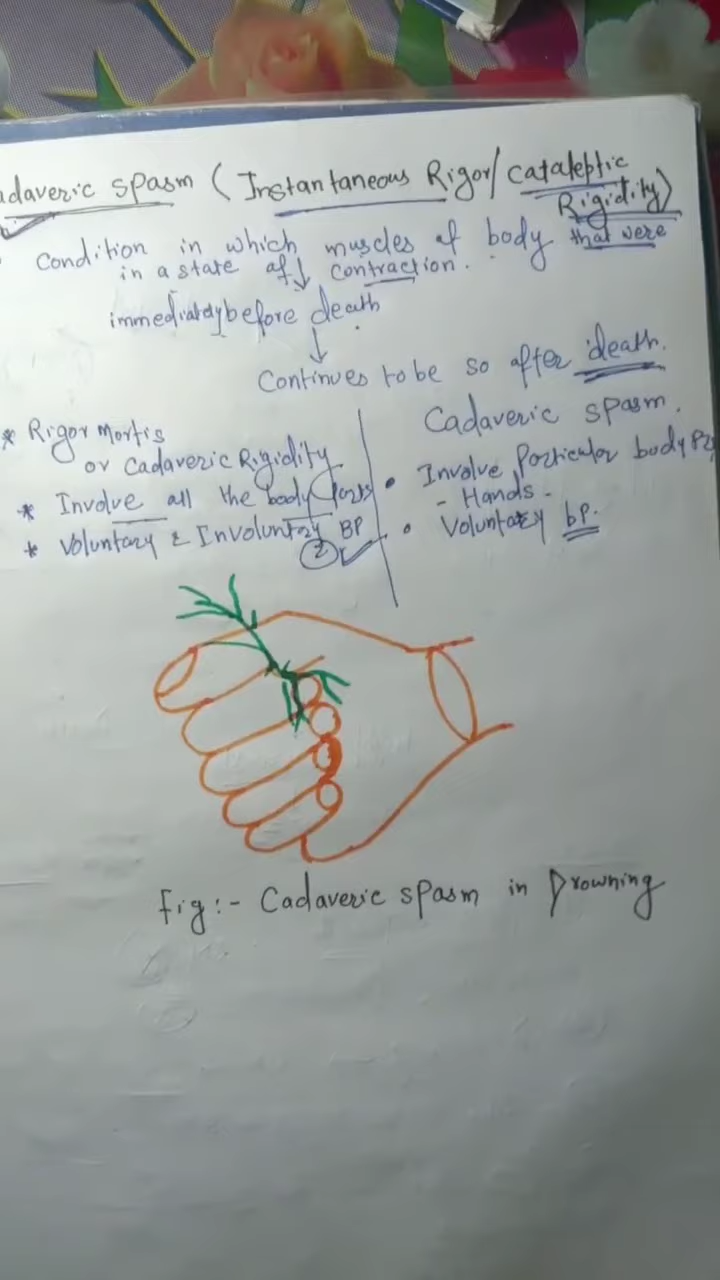 adaveric spasm ( Instantaneous Rigor/ Cataleptic
Rigidity)
Condition in which muscles of body that were
in a state of contraction.
immediately before death
Continues to be so after death.
* Rigor Mortis
or Cadaveric Rigidity
* Involve all the body parts
* Voluntary & Involuntary BP
2
Cadaveric spasm.
• Involve Particular body
- Hands -
• Voluntary bp.
Fig:- Cadaveric spasm in Drowning